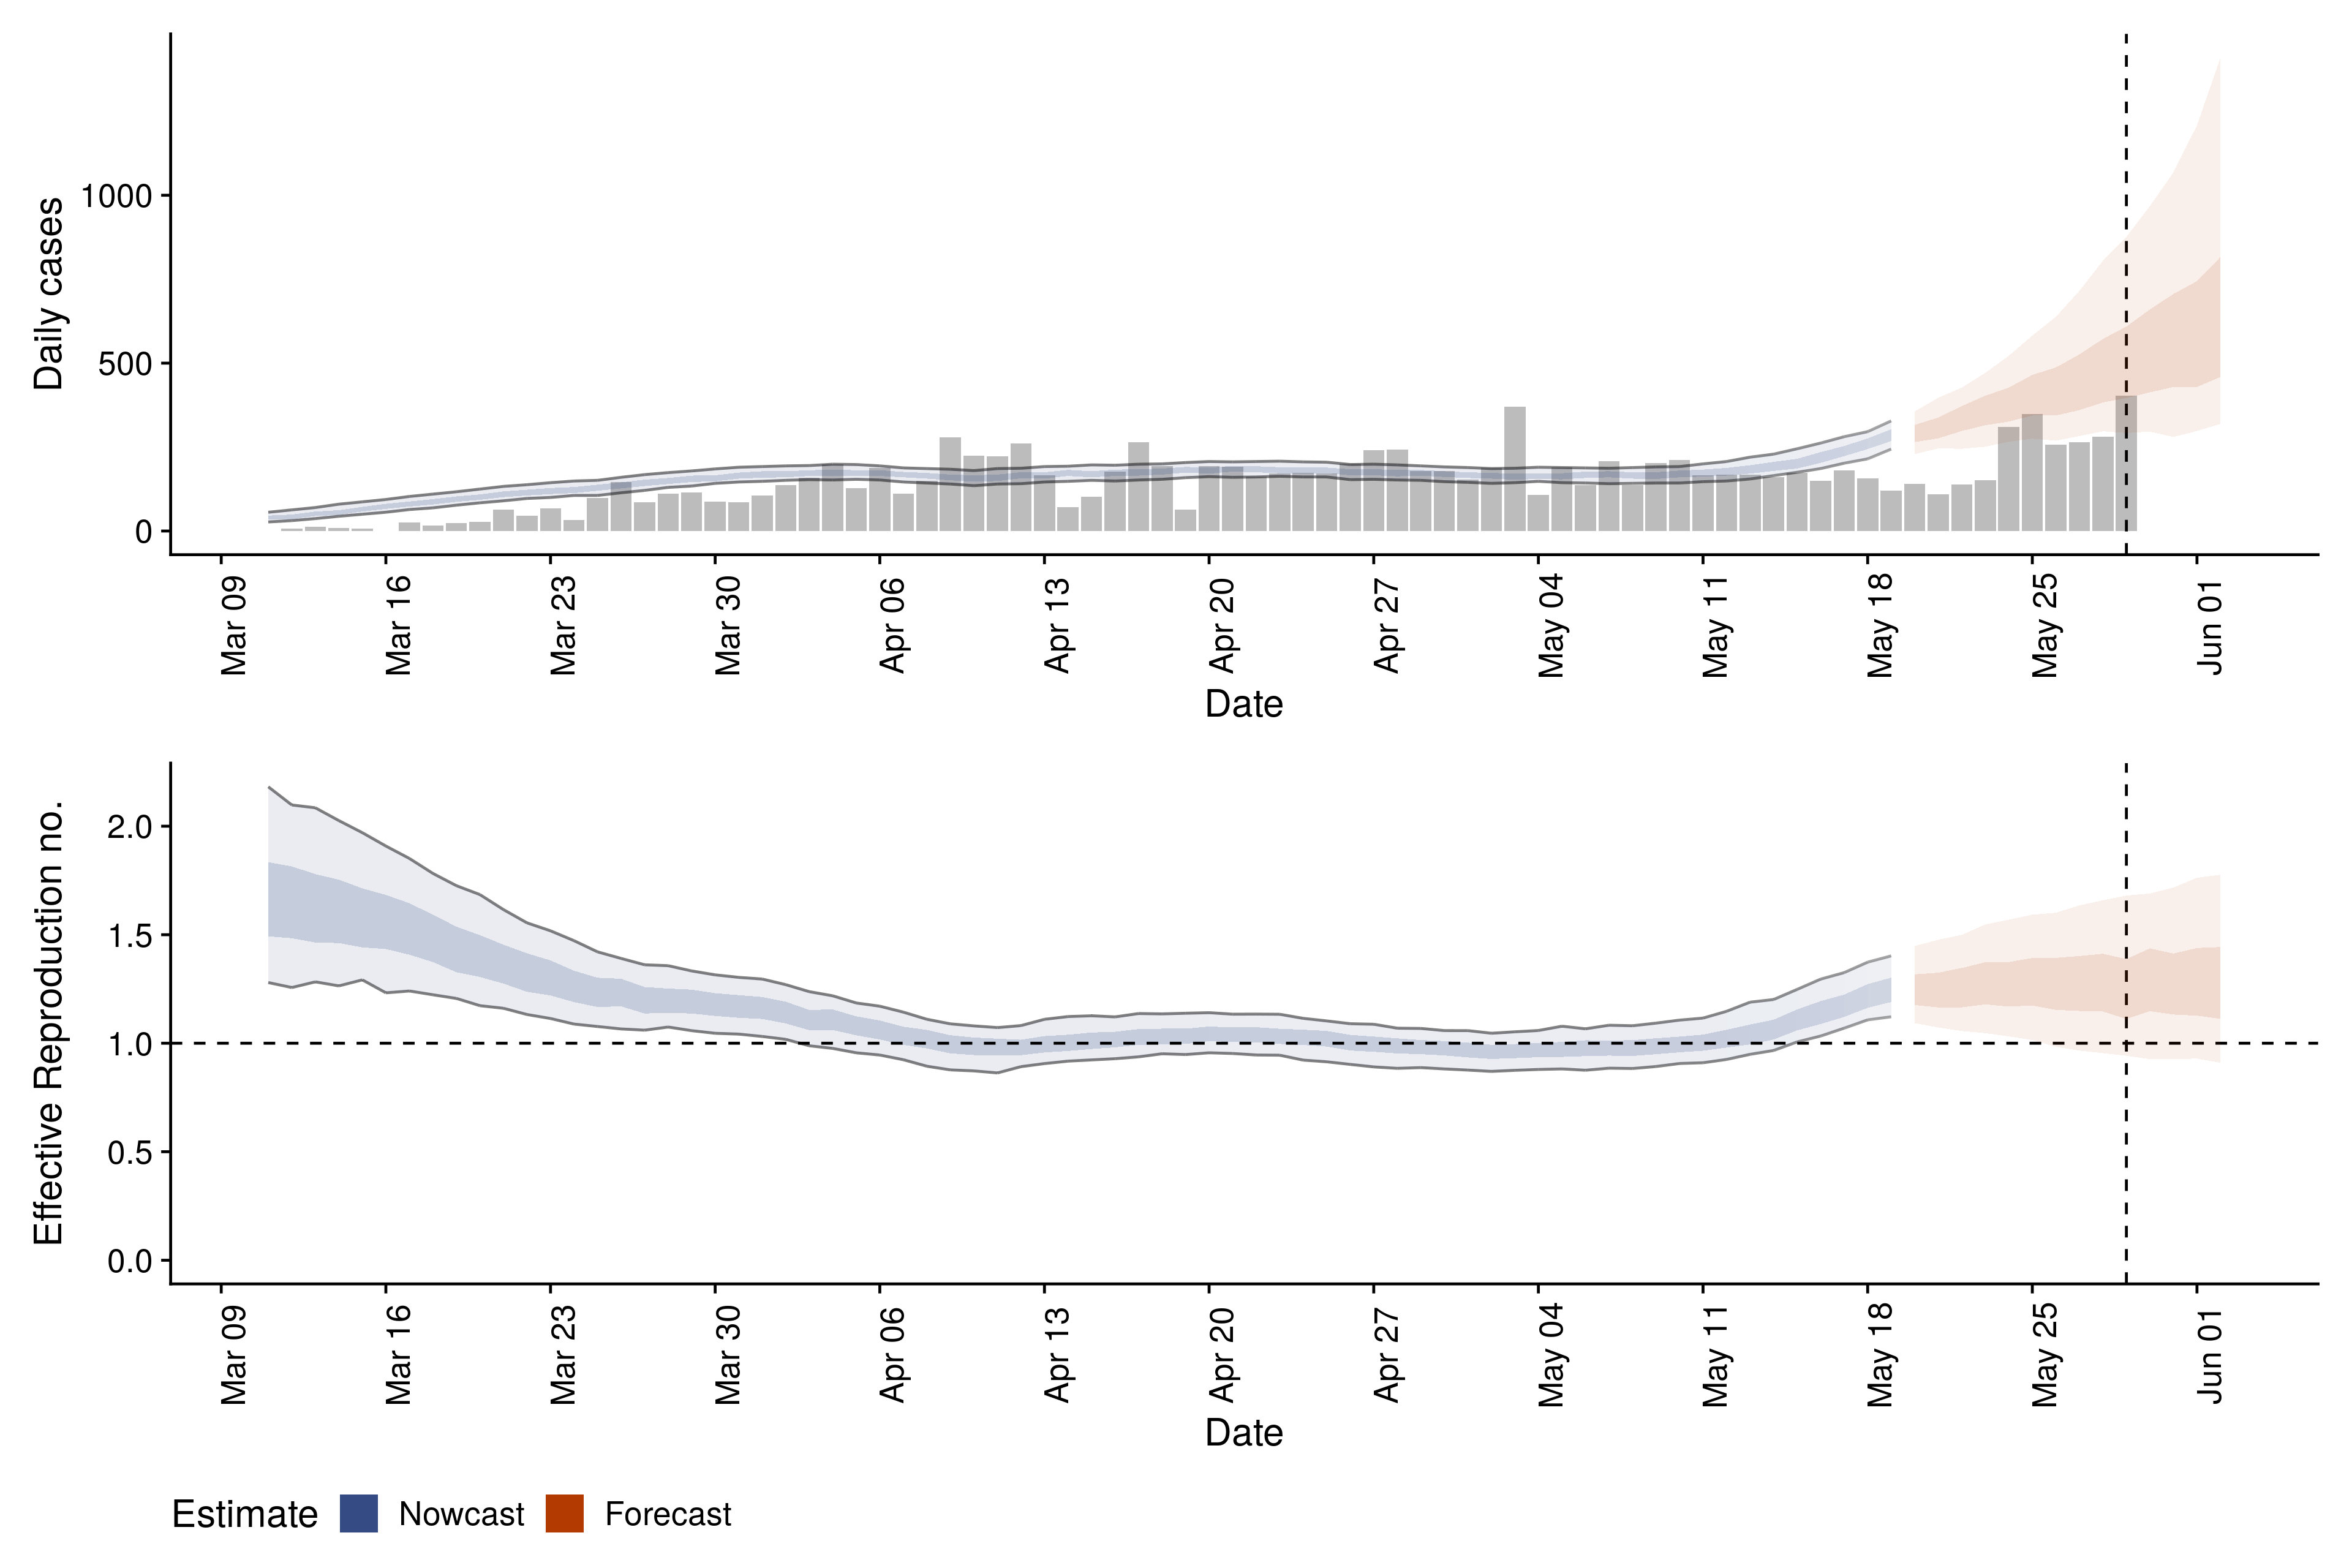 Daily cases
1000
500
0
Mar 09 Mar 16 Mar 23 Mar 30 Apr 06 Apr 13 Apr 20 Apr 27 May 04 May 11 May 18 May 25 Jun 01
Date
Effective Reproduction no.
2.0
1.5
1.0
0.5
0.0
Mar 09 Mar 16 Mar 23 Mar 30 Apr 06 Apr 13 Apr 20 Apr 27 May 04 May 11 May 18 May 25 Jun 01
Date
Estimate Nowcast Forecast